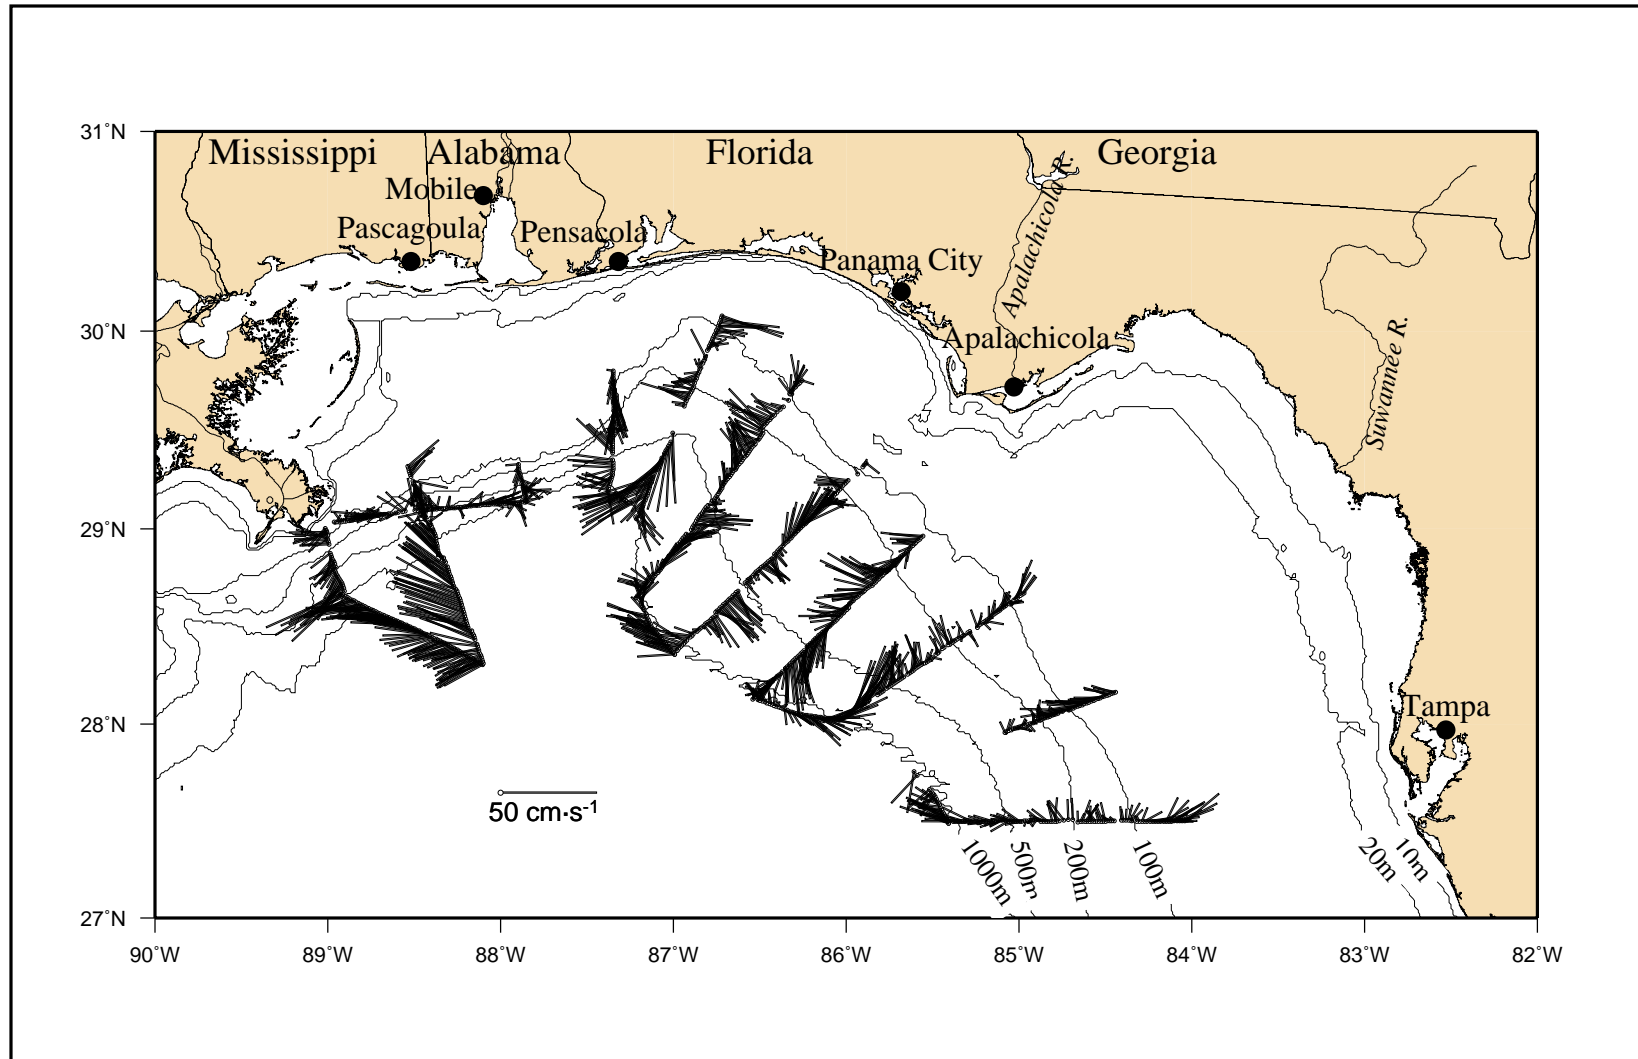 31°N
Mississippi Alabama Florida Georgia
Mobile
Apalachicola R.
Pascagoula Pensacola
Panama City
30°N
Apalachicola
Suwannee R.
29°N
28°N
Tampa
50 cm·s-1
1000m 500m 200m 100m 20m 10m
27°N
90°W 89°W 88°W 87°W 86°W 85°W 84°W 83°W 82°W